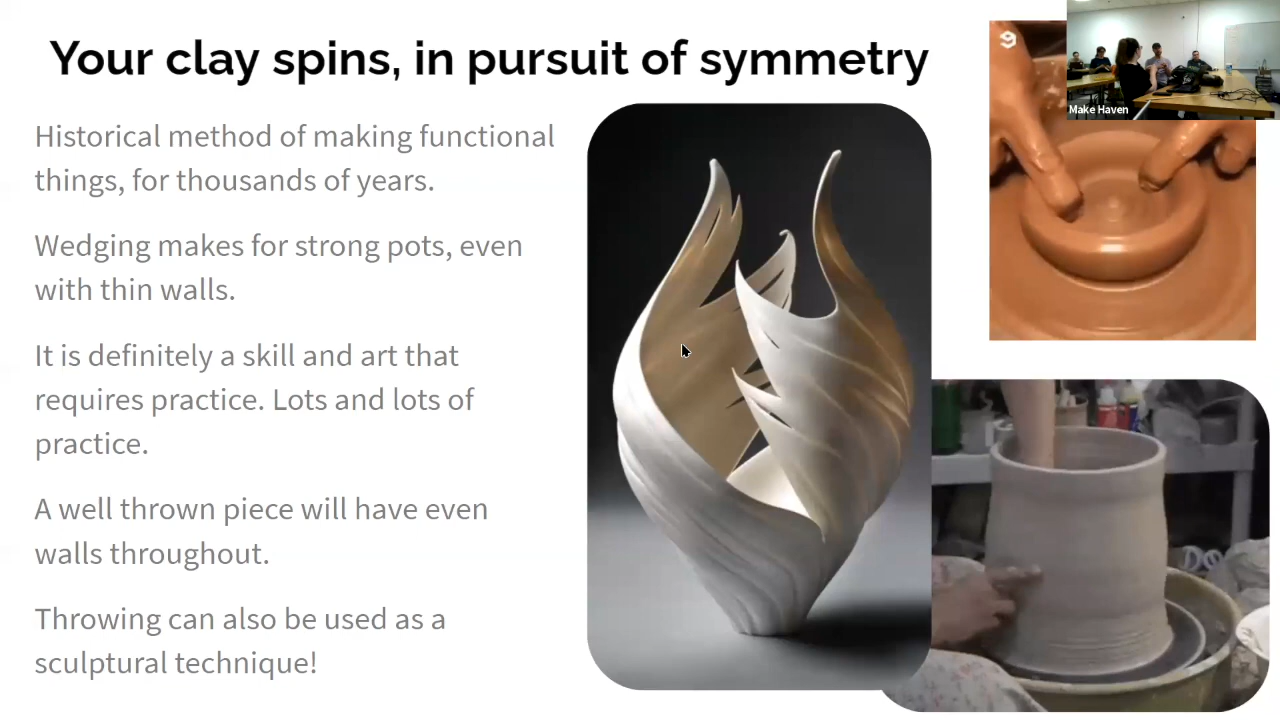 Your clay spins, in pursuit of symmetry
Historical method of making functional
things, for thousands of years.
Wedging makes for strong pots, even
with thin walls.
It is definitely a skill and art that
requires practice. Lots and lots of
practice.
A well thrown piece will have even
walls throughout.
Throwing can also be used as a
sculptural technique!
9
Make Haven